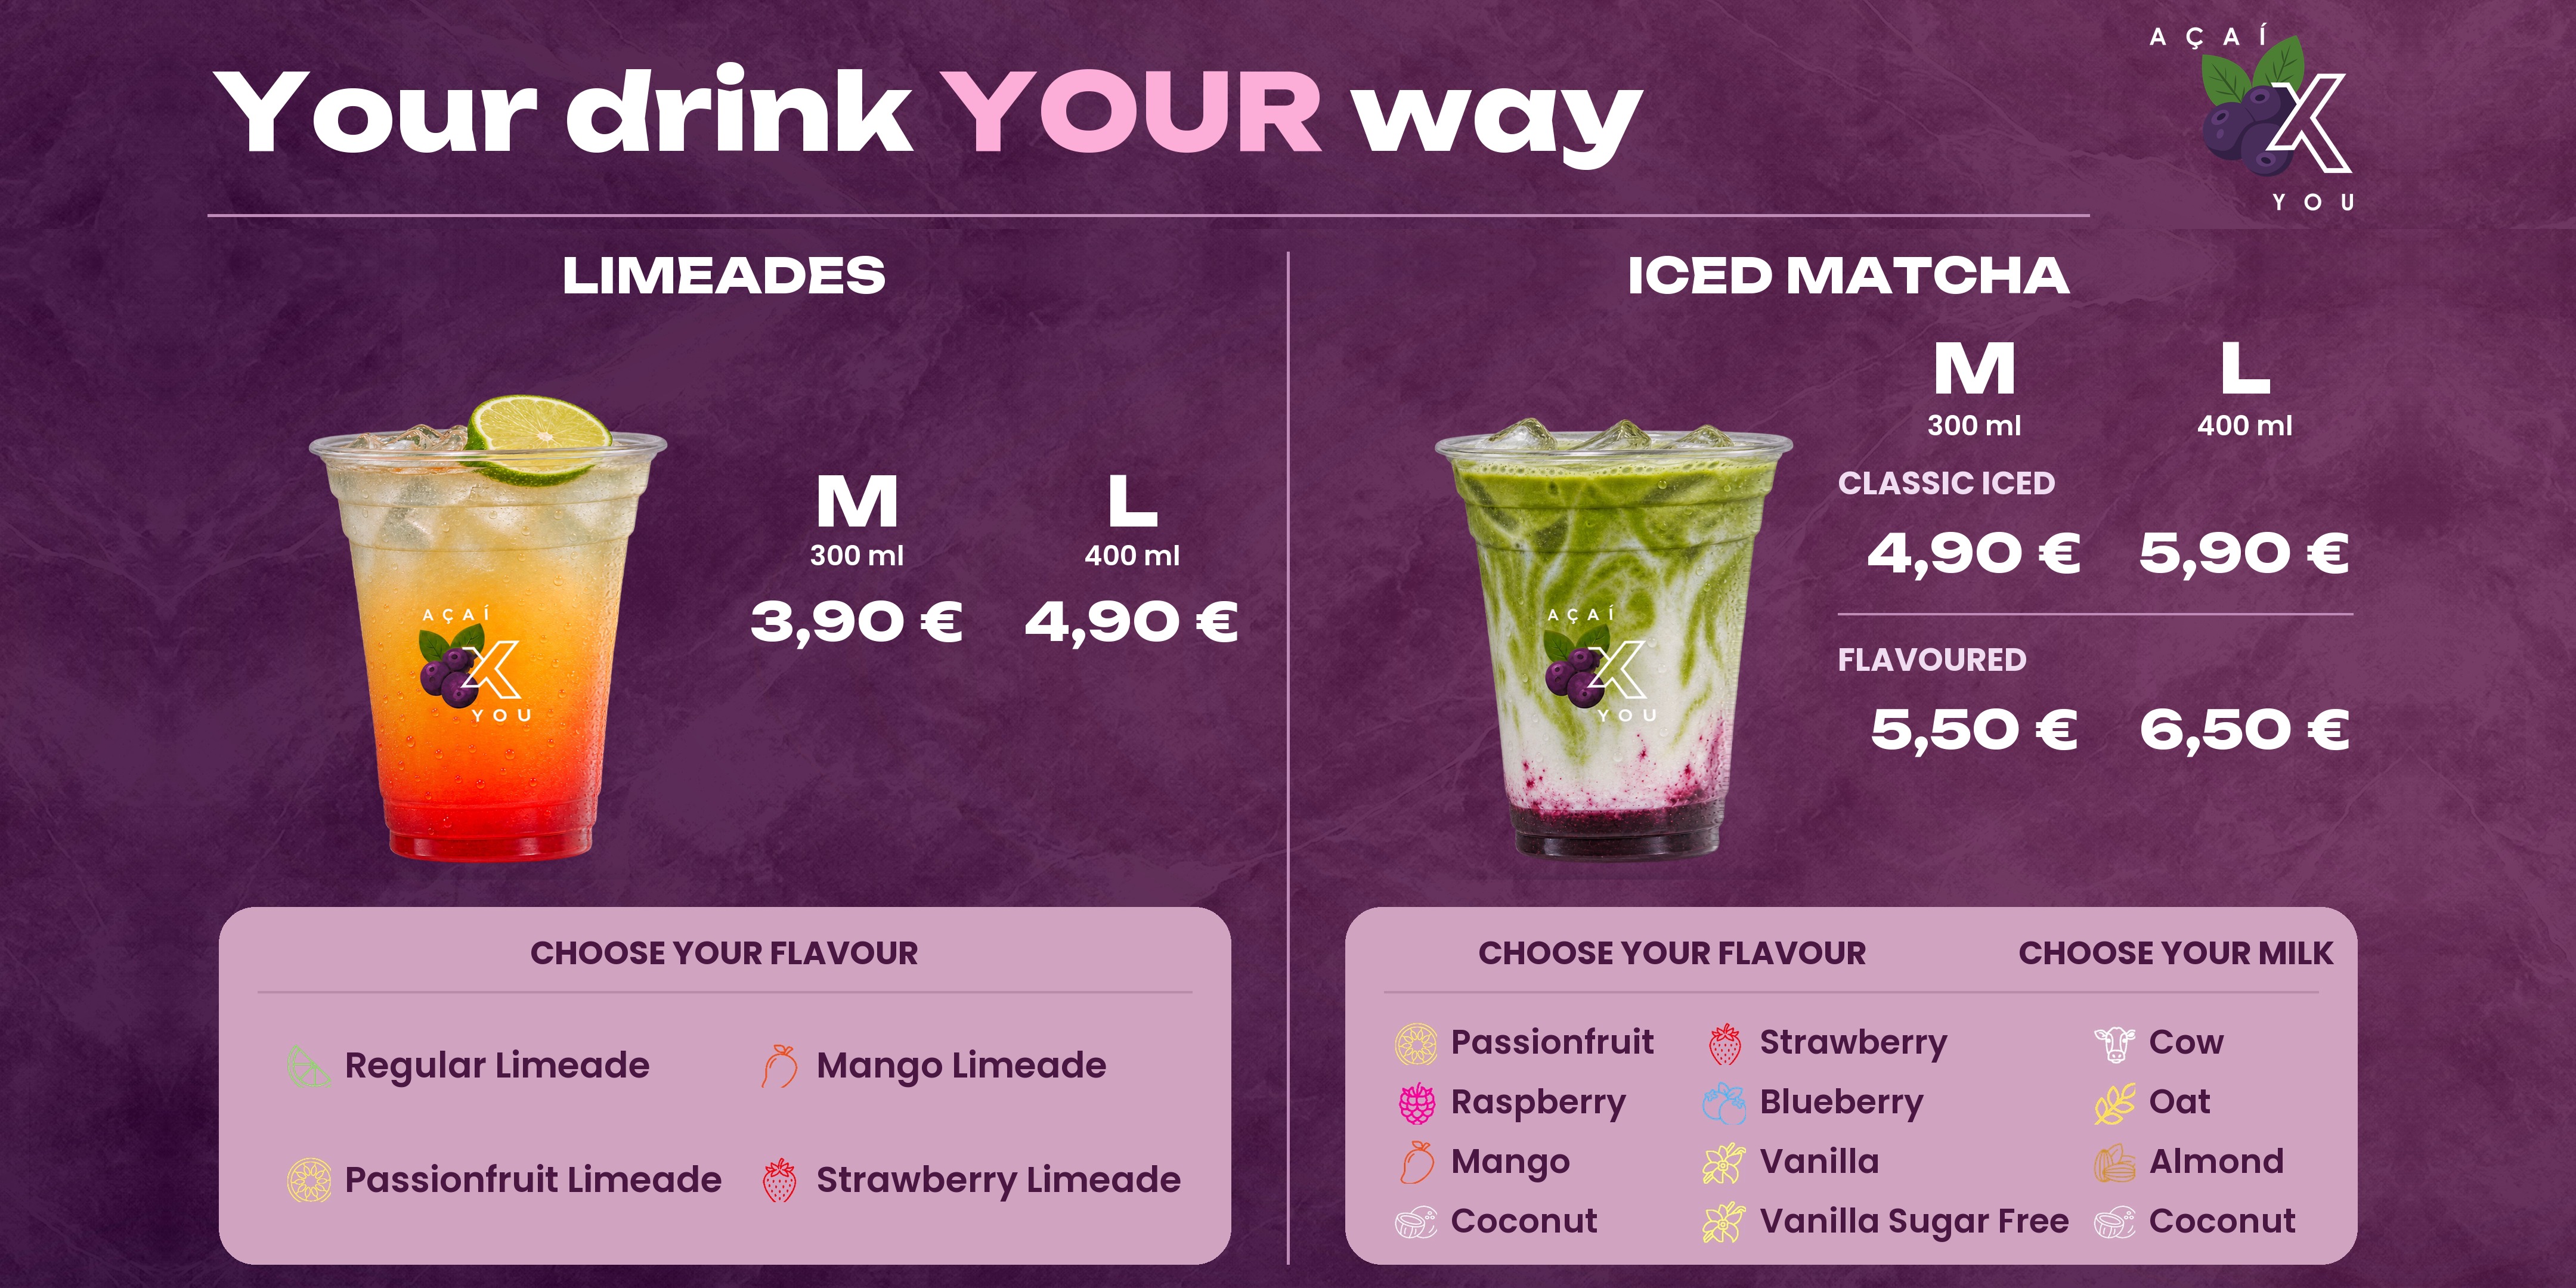 Your drink YOUR way
AÇAÍ
X
YOU
LIMEADES
M L
300 ml 400 ml
3,90 € 4,90 €
AÇAÍ
X
YOU
CHOOSE YOUR FLAVOUR
Regular Limeade Mango Limeade
Passionfruit Limeade Strawberry Limeade
ICED MATCHA
M L
300 ml 400 ml
CLASSIC ICED
4,90 € 5,90 €
FLAVOURED
5,50 € 6,50 €
AÇAÍ
X
YOU
CHOOSE YOUR FLAVOUR CHOOSE YOUR MILK
Passionfruit Strawberry Cow
Raspberry Blueberry Oat
Mango Vanilla Almond
Coconut Vanilla Sugar Free Coconut